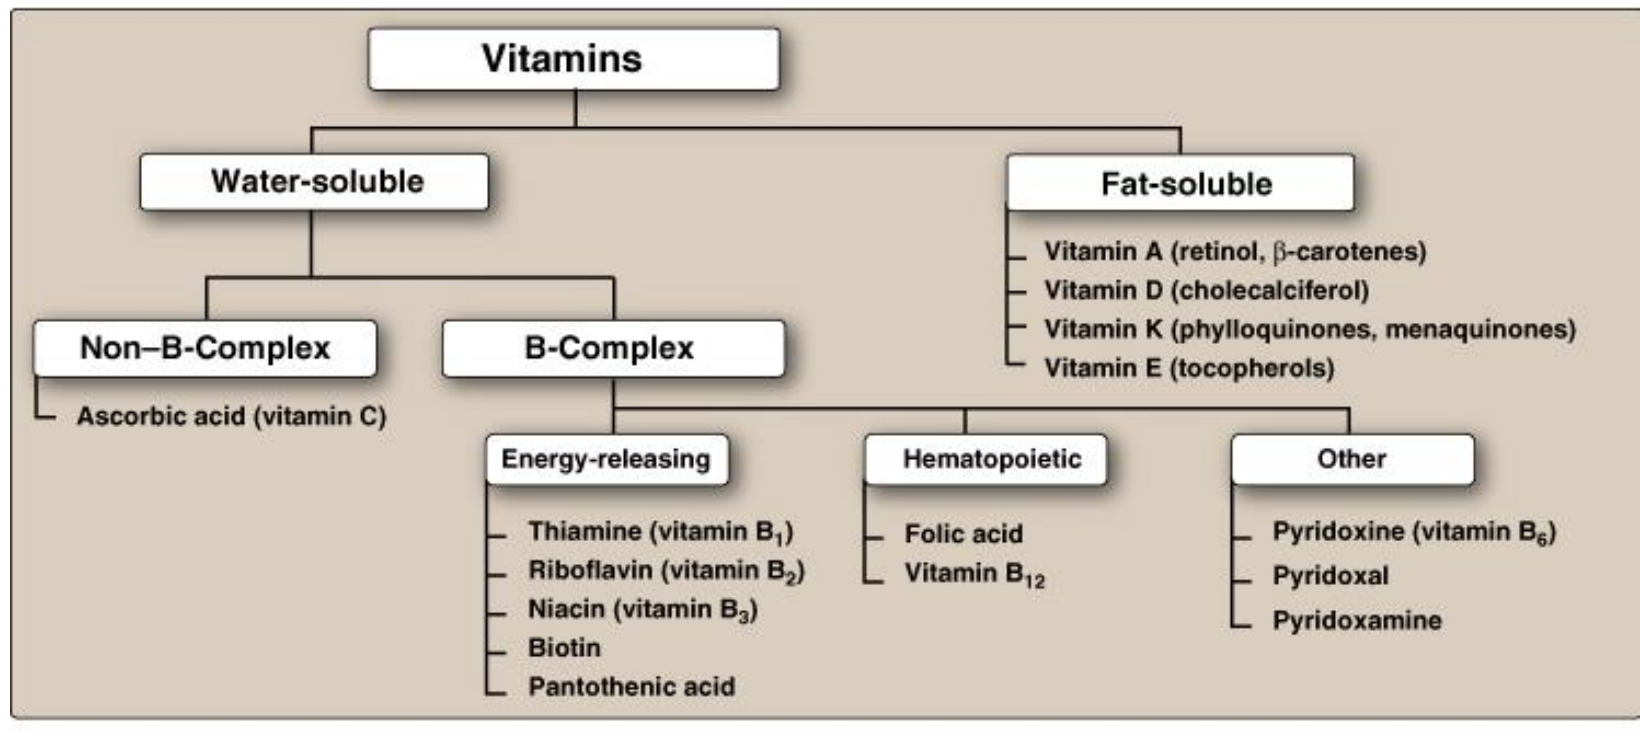 Vitamins
Water-soluble
Fat-soluble
Vitamin A (retinol, β-carotenes)
Vitamin D (cholecalciferol)
Vitamin K (phylloquinones, menaquinones)
Vitamin E (tocopherols)
Non–B-Complex
Ascorbic acid (vitamin C)
B-Complex
Energy-releasing
Thiamine (vitamin B₁)
Riboflavin (vitamin B₂)
Niacin (vitamin B₃)
Biotin
Pantothenic acid
Hematopoietic
Folic acid
Vitamin B₁₂
Other
Pyridoxine (vitamin B₆)
Pyridoxal
Pyridoxamine